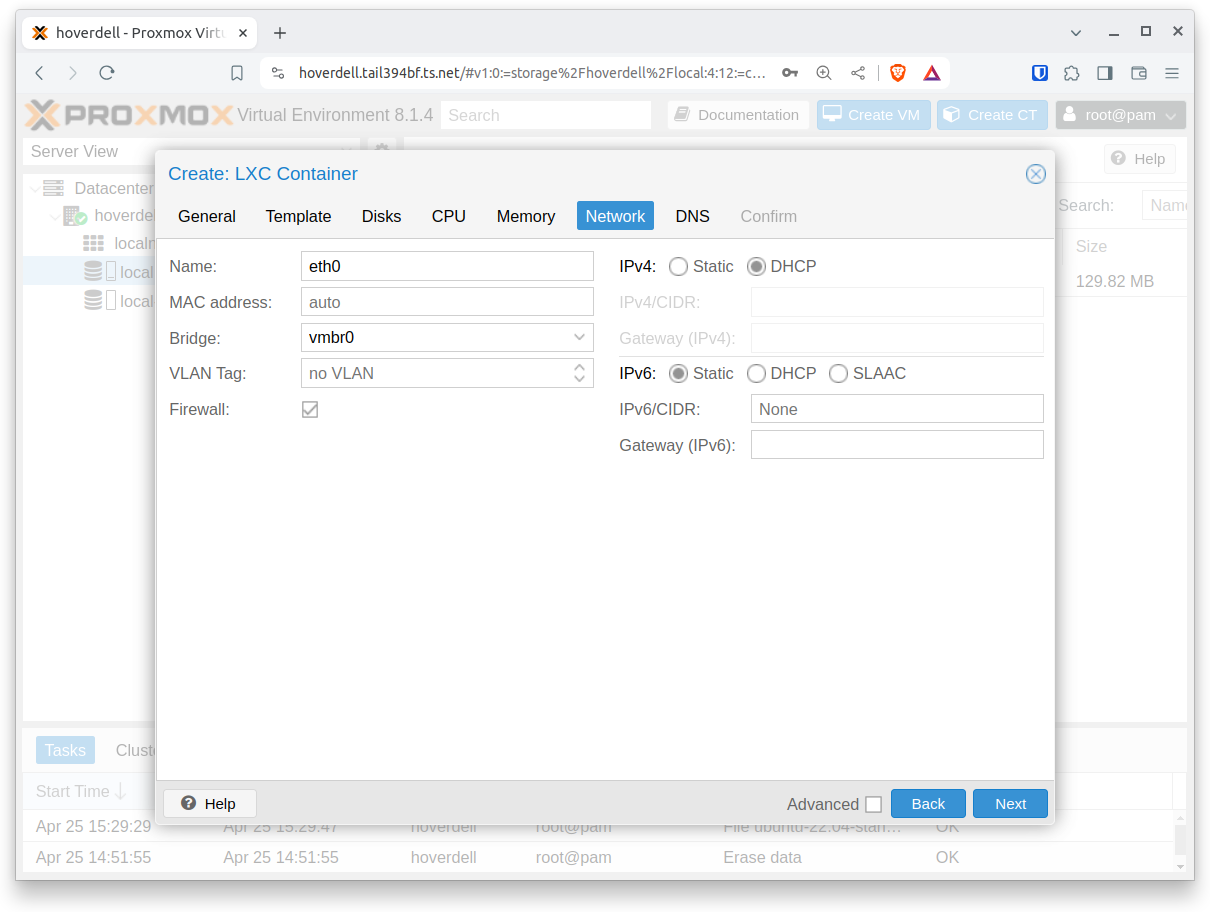 hoverdell - Proxmox Virtu
hoverdell.tail394bf.ts.net/#v1:0:=storage%2Fhoverdell%2Flocal:4:12:=c...
PROXMOX Virtual Environment 8.1.4 Search Documentation Create VM Create CT root@pam
Server View Help
Create: LXC Container
Datacenter
General Template Disks CPU Memory Network DNS Confirm
hoverdell Search: Name
localn Size
local 129.82 MB
local
Name: eth0
MAC address: auto
Bridge: vmbr0
VLAN Tag: no VLAN
Firewall:
IPv4: Static DHCP
IPv4/CIDR:
Gateway (IPv4):
IPv6: Static DHCP SLAAC
IPv6/CIDR: None
Gateway (IPv6):
Help Advanced Back Next
Tasks Cluste
Start Time
Apr 25 15:29:29 Apr 25 15:29:47 hoverdell root@pam File ubuntu-22.04-stan... OK
Apr 25 14:51:55 Apr 25 14:51:55 hoverdell root@pam Erase data OK